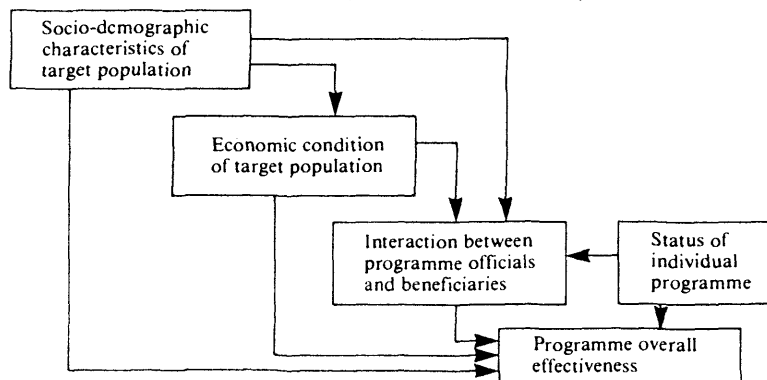 Socio-demographic
characteristics of
target population
Economic condition
of target population
Interaction between
programme officials
and beneficiaries
Status of
individual
programme
Programme overall
effectiveness